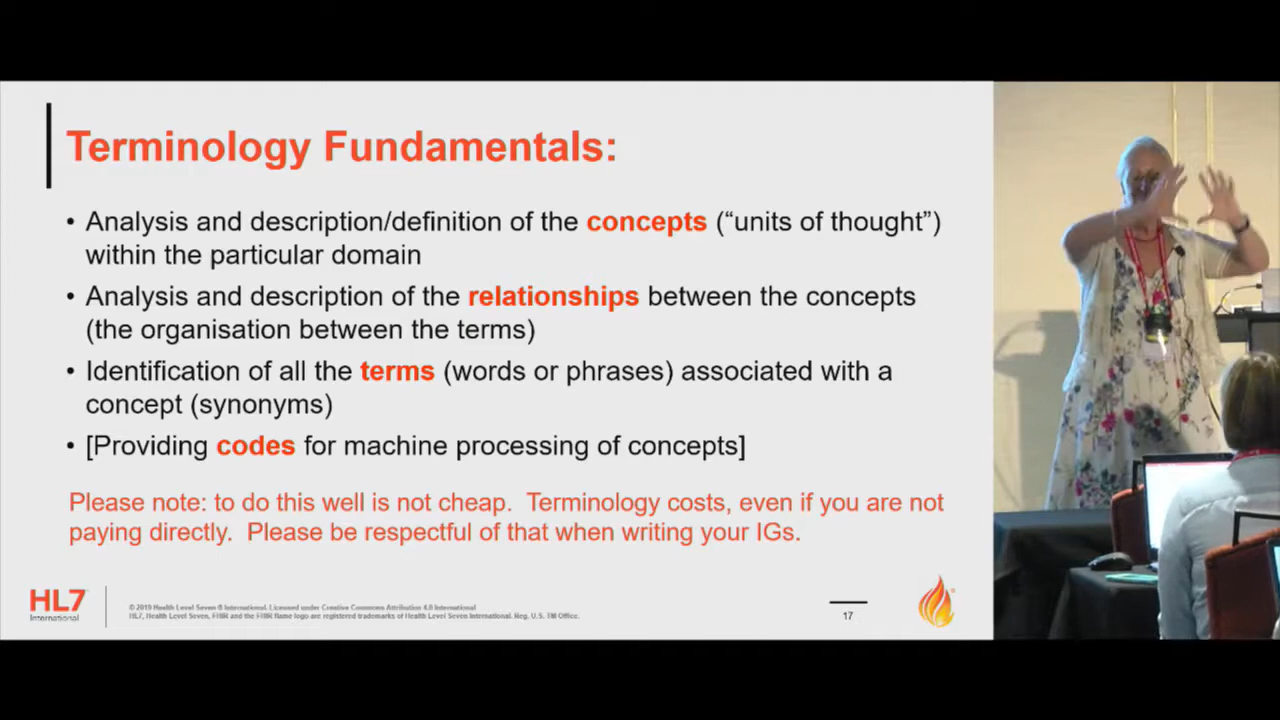 Terminology Fundamentals:
• Analysis and description/definition of the concepts (“units of thought”)
within the particular domain
• Analysis and description of the relationships between the concepts
(the organisation between the terms)
• Identification of all the terms (words or phrases) associated with a
concept (synonyms)
• [Providing codes for machine processing of concepts]
Please note: to do this well is not cheap.  Terminology costs, even if you are not
paying directly.  Please be respectful of that when writing your IGs.
HL7
International
© 2019 Health Level Seven ® International. Licensed under Creative Commons Attribution 4.0 International
HL7, Health Level Seven, FHIR and the FHIR flame logo are registered trademarks of Health Level Seven International. Reg. U.S. TM Office.
17
®